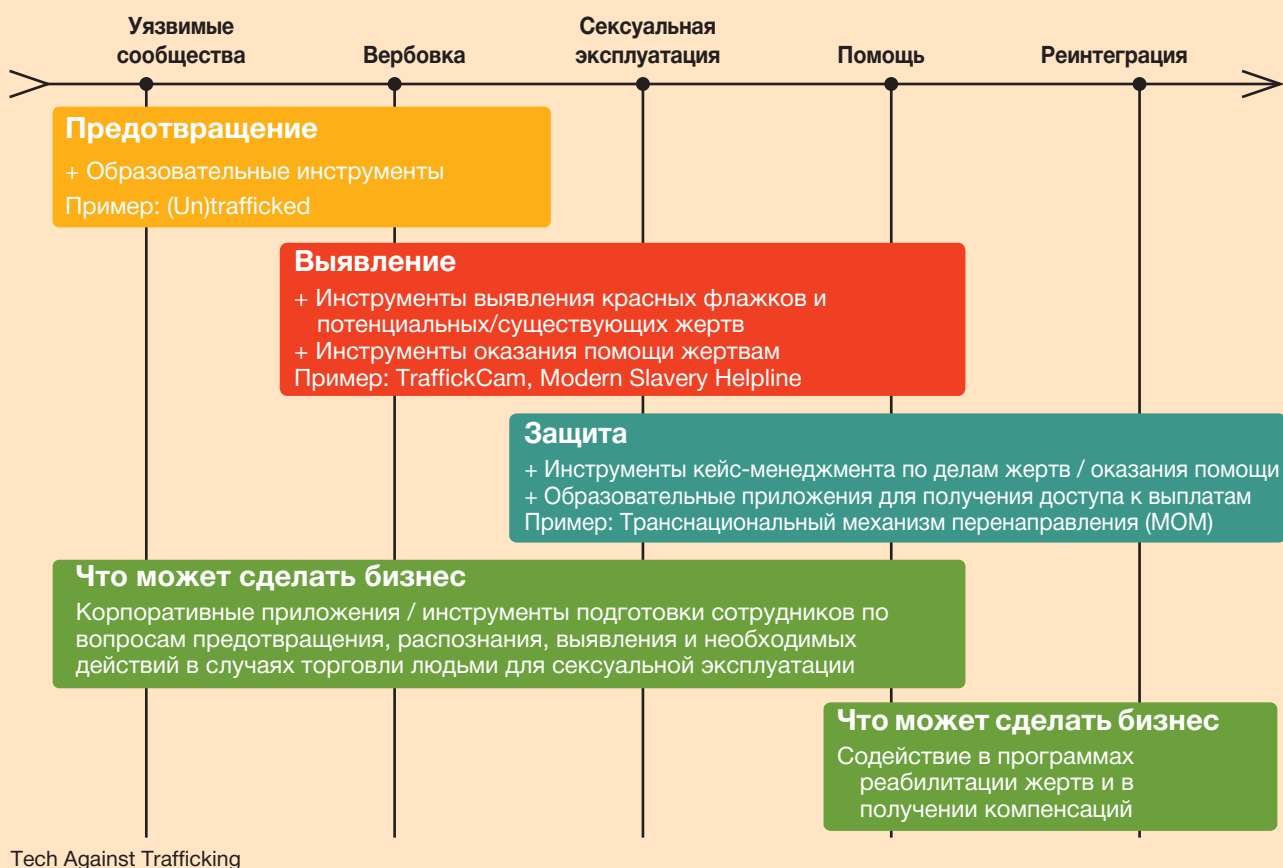 Уязвимые
сообщества
Вербовка
Сексуальная
эксплуатация
Помощь
Реинтеграция
Предотвращение
+ Образовательные инструменты
Пример: (Un)trafficked
Выявление
+ Инструменты выявления красных флажков и
потенциальных/существующих жертв
+ Инструменты оказания помощи жертвам
Пример: TraffickCam, Modern Slavery Helpline
Защита
+ Инструменты кейс-менеджмента по делам жертв / оказания помощи
+ Образовательные приложения для получения доступа к выплатам
Пример: Транснациональный механизм перенаправления (МОМ)
Что может сделать бизнес
Корпоративные приложения / инструменты подготовки сотрудников по
вопросам предотвращения, распознания, выявления и необходимых
действий в случаях торговли людьми для сексуальной эксплуатации
Что может сделать бизнес
Содействие в программах
реабилитации жертв и в
получении компенсаций
Tech Against Trafficking